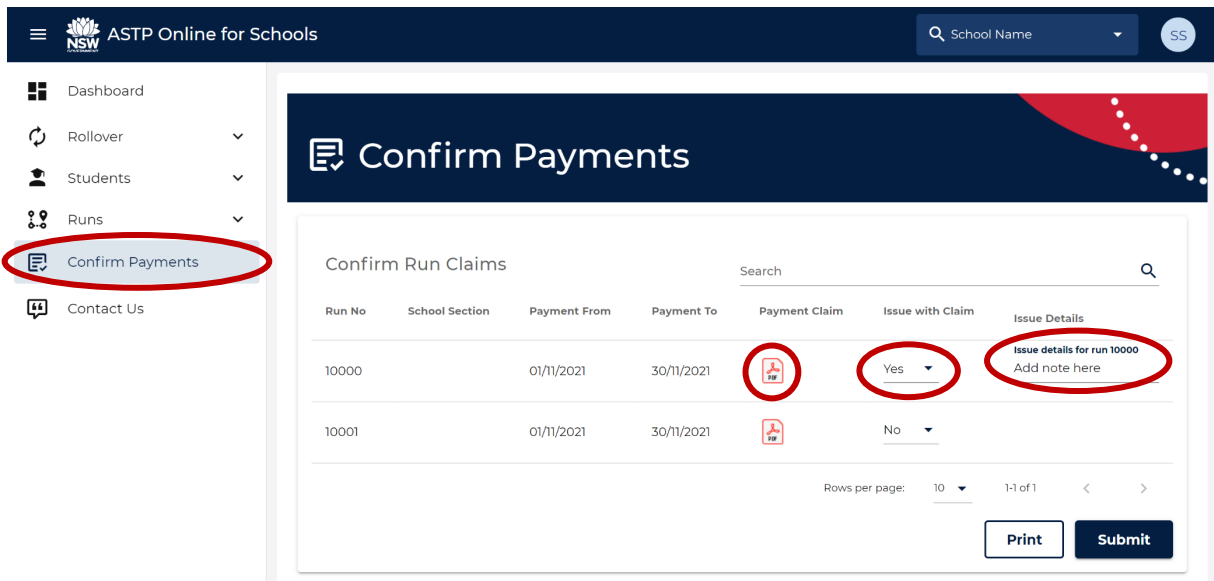 NSW
ASTP Online for Schools
School Name
SS
Dashboard
Rollover
Students
Runs
Confirm Payments
Contact Us
Confirm Payments
Confirm Run Claims
Search
Run No School Section Payment From Payment To Payment Claim Issue with Claim Issue Details
Issue details for run 10000
10000 01/11/2021 30/11/2021 PDF Yes Add note here
10001 01/11/2021 30/11/2021 PDF No
Rows per page: 10 1-1 of 1
Print Submit